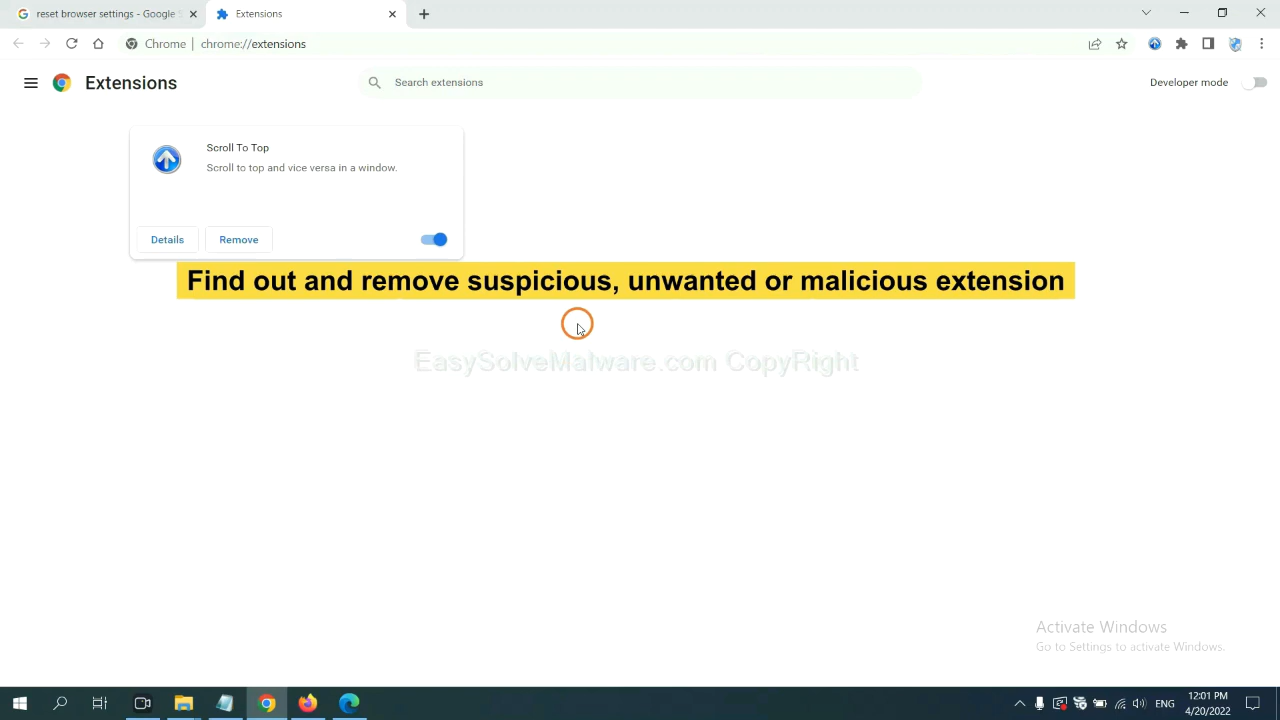 reset browser settings - Google S
Extensions
Chrome | chrome://extensions
Extensions
Search extensions
Developer mode
Scroll To Top
Scroll to top and vice versa in a window.
Details
Remove
Find out and remove suspicious, unwanted or malicious extension
EasySolveMalware.com CopyRight
Activate Windows
Go to Settings to activate Windows.
ENG
12:01 PM
4/20/2022